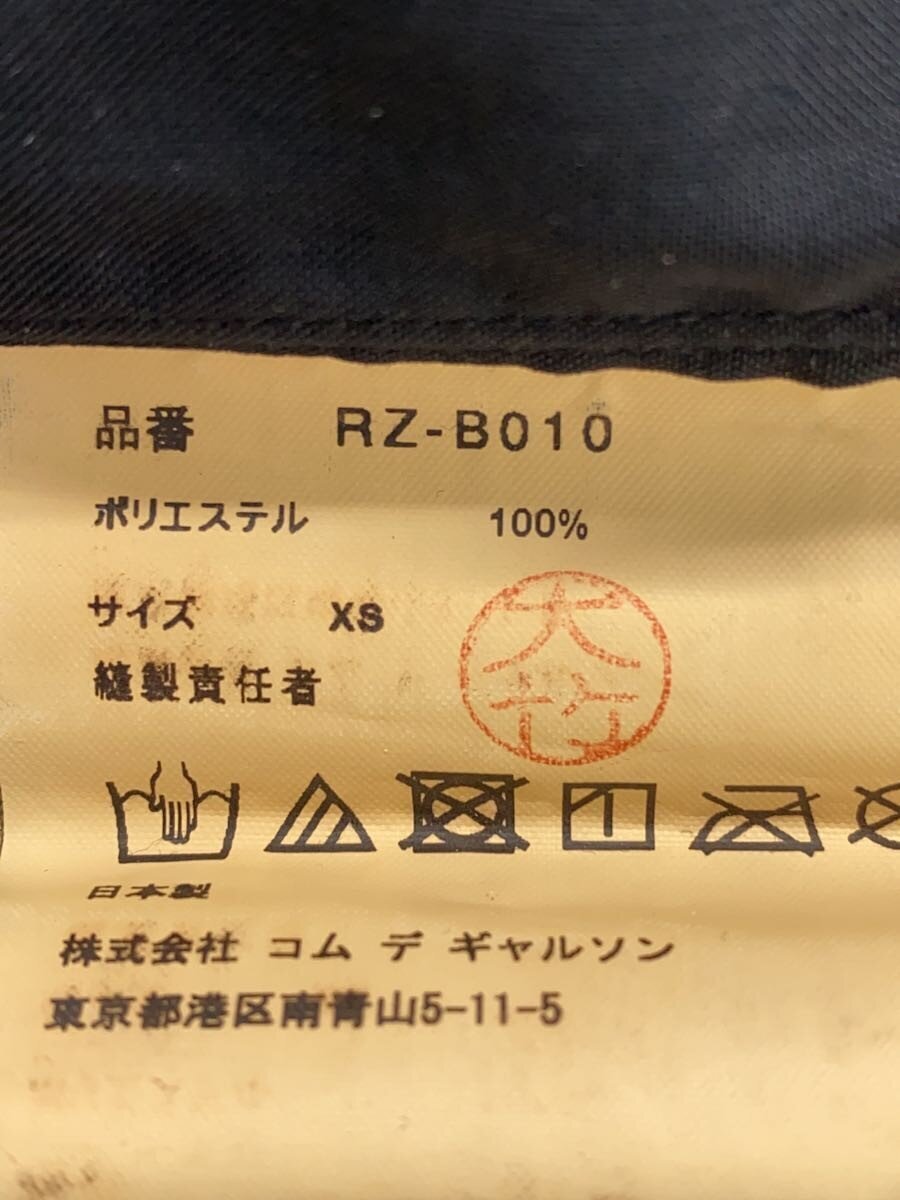 品番 RZ-B010
ポリエステル 100%
サイズ XS
縫製責任者
大竹
日本製
株式会社 コム デ ギャルソン
東京都港区南青山5-11-5